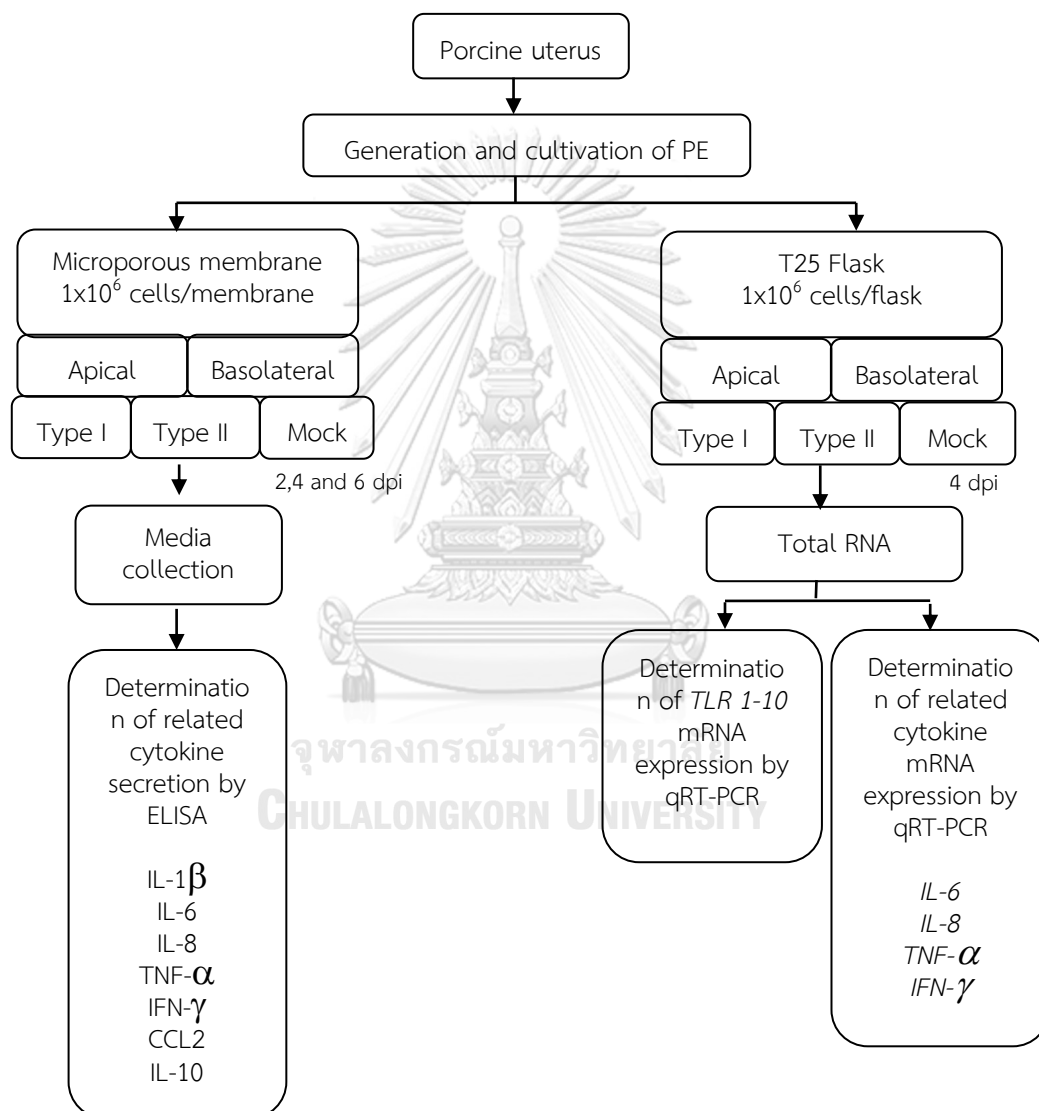 Porcine uterus
Generation and cultivation of PE
Microporous membrane
1x10⁶ cells/membrane
Apical
Basolateral
Type I
Type II
Mock
2,4 and 6 dpi
Media
collection
Determinatio
n of related
cytokine
secretion by
ELISA
IL-1β
IL-6
IL-8
TNF-α
IFN-γ
CCL2
IL-10
T25 Flask
1x10⁶ cells/flask
Apical
Basolateral
Type I
Type II
Mock
4 dpi
Total RNA
Determinatio
n of TLR 1-10
mRNA
expression by
qRT-PCR
Determinatio
n of related
cytokine
mRNA
expression by
qRT-PCR
IL-6
IL-8
TNF-α
IFN-γ
จุฬาลงกรณ์มหาวิทยาลัย
CHULALONGKORN UNIVERSITY